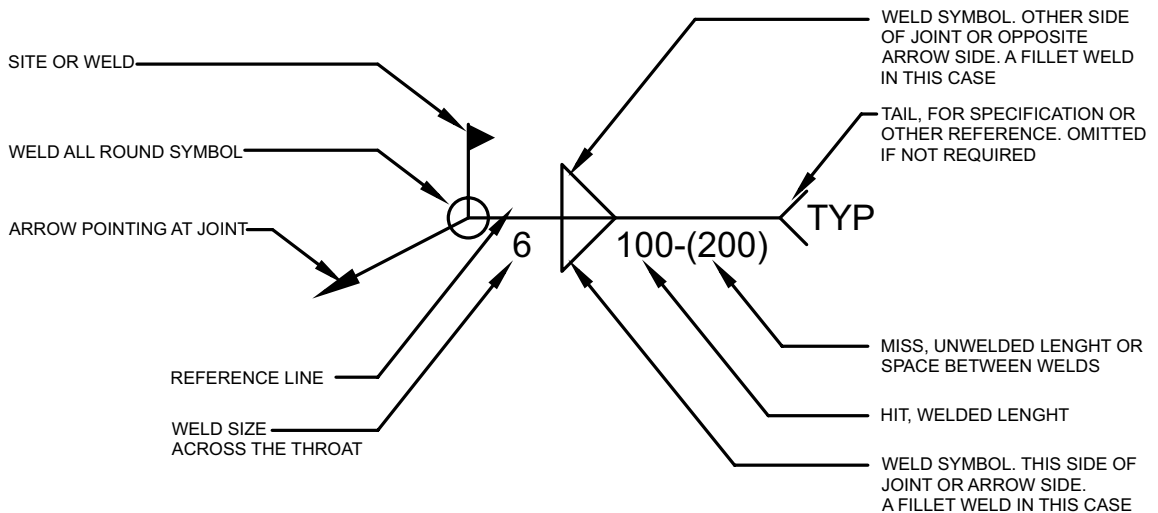 WELD SYMBOL. OTHER SIDE
OF JOINT OR OPPOSITE
ARROW SIDE. A FILLET WELD
IN THIS CASE
SITE OR WELD
TAIL, FOR SPECIFICATION OR
OTHER REFERENCE. OMITTED
IF NOT REQUIRED
WELD ALL ROUND SYMBOL
TYP
ARROW POINTING AT JOINT
6
100-(200)
MISS, UNWELDED LENGHT OR
SPACE BETWEEN WELDS
REFERENCE LINE
HIT, WELDED LENGHT
WELD SIZE
ACROSS THE THROAT
WELD SYMBOL. THIS SIDE OF
JOINT OR ARROW SIDE.
A FILLET WELD IN THIS CASE